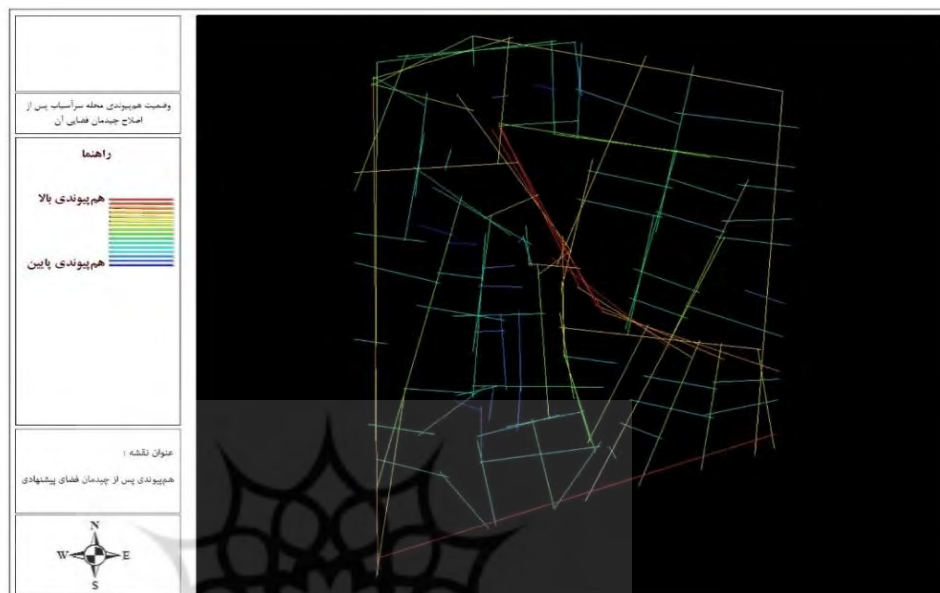 وضعیت هم‌پیوندی محله سرآسیاب پس از
اصلاح چیدمان فضایی آن
راهنما
هم‌پیوندی بالا
هم‌پیوندی پایین
عنوان نقشه :
هم‌پیوندی پس از چیدمان فضای پیشنهادی
N
W E
S